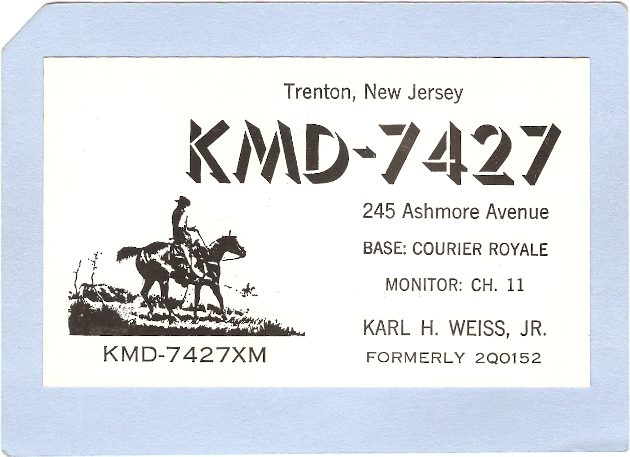 Trenton, New Jersey
KMD-7427
245 Ashmore Avenue
BASE: COURIER ROYALE
MONITOR: CH. 11
KARL H. WEISS, JR.
FORMERLY 2Q0152
KMD-7427XM